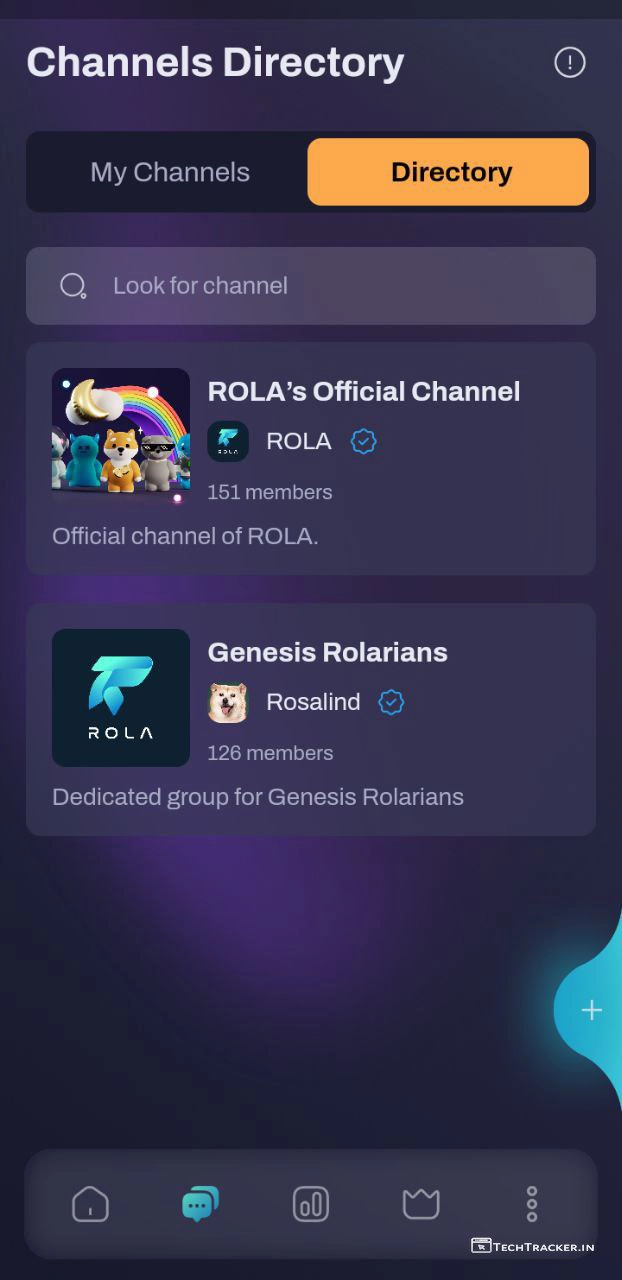 Channels Directory
My Channels
Directory
Look for channel
ROLA’s Official Channel
ROLA
ROLA
151 members
Official channel of ROLA.
Genesis Rolarians
Rosalind
ROLA
126 members
Dedicated group for Genesis Rolarians
TECHTRACKER.IN